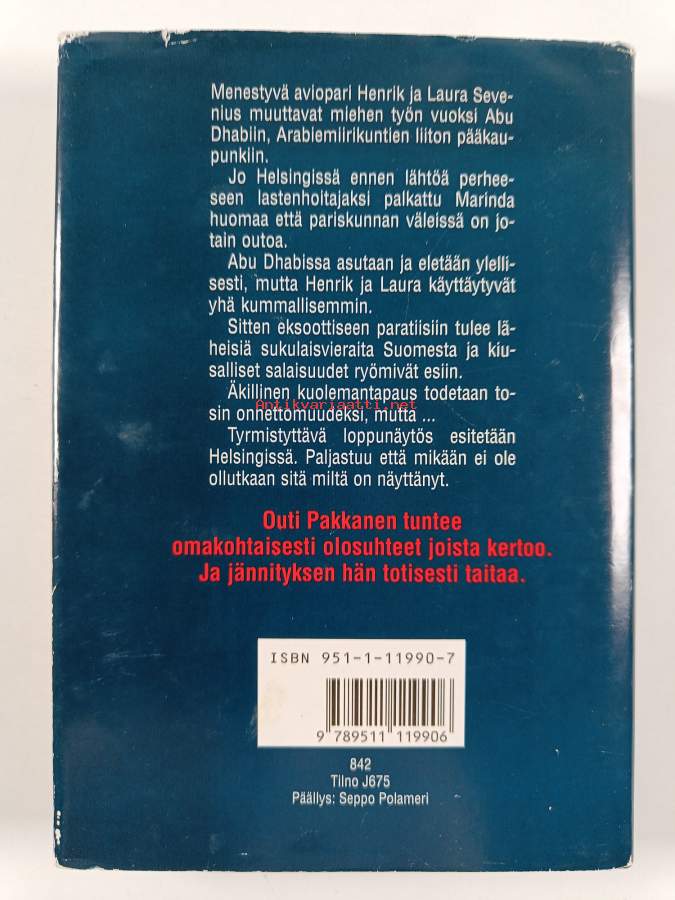 Menestyvä aviopari Henrik ja Laura Seve-
nius muuttavat miehen työn vuoksi Abu
Dhabiin, Arabiemiirikuntien liiton pääkau-
punkiin.
Jo Helsingissä ennen lähtöä perhee-
seen lastenhoitajaksi palkattu Marinda
huomaa että pariskunnan väleissä on jo-
tain outoa.
Abu Dhabissa asutaan ja eletään ylelli-
sesti, mutta Henrik ja Laura käyttäytyvät
yhä kummallisemmin.
Sitten eksoottiseen paratiisiin tulee lä-
heisiä sukulaisvieraita Suomesta ja kiu-
salliset salaisuudet ryömivät esiin.
Äkillinen kuolemantapaus todetaan to-
sin onnettomuudeksi, mutta ...
Antikvariaatti.net
Tyrmistyttävä loppunäytös esitetään
Helsingissä. Paljastuu että mikään ei ole
ollutkaan sitä miltä on näyttänyt.
Outi Pakkanen tuntee
omakohtaisesti olosuhteet joista kertoo.
Ja jännityksen hän totisesti taitaa.
ISBN 951-1-11990-7
9 789511 119906
842
Tilno J675
Päällys: Seppo Polameri